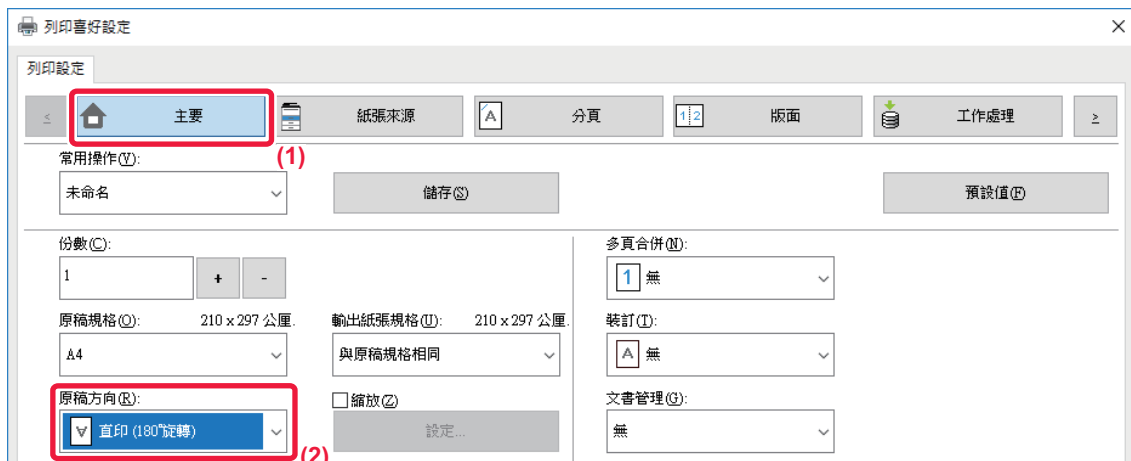 列印喜好設定
列印設定
< 主要 紙張來源 A 分頁 1 2 版面 工作處理 >
(1)
常用操作(V):
未命名 儲存(S) 預設值(F)
份數(C): 多頁合併(N):
1 + - 1 無
原稿規格(O): 210 x 297 公厘. 輸出紙張規格(U): 210 x 297 公厘. 裝訂(T):
A4 與原稿規格相同 A 無
原稿方向(R): 縮放(Z) 文書管理(G):
A 直印 (180°旋轉) 設定... 無
(2)